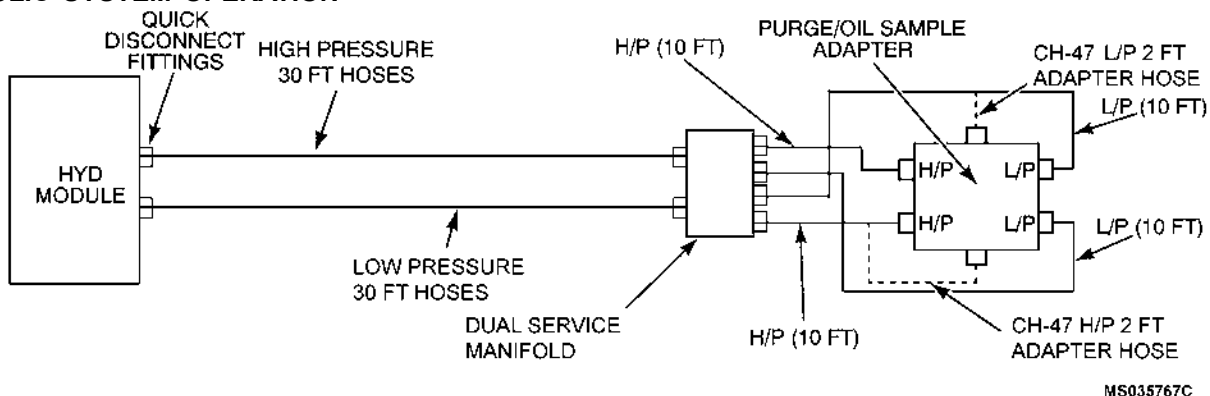 QUICK
DISCONNECT
FITTINGS
HIGH PRESSURE
30 FT HOSES
H/P (10 FT)
PURGE/OIL SAMPLE
ADAPTER
CH-47 L/P 2 FT
ADAPTER HOSE
L/P (10 FT)
HYD
MODULE
H/P
L/P
H/P
L/P
L/P (10 FT)
LOW PRESSURE
30 FT HOSES
DUAL SERVICE
MANIFOLD
H/P (10 FT)
CH-47 H/P 2 FT
ADAPTER HOSE
MS035767C